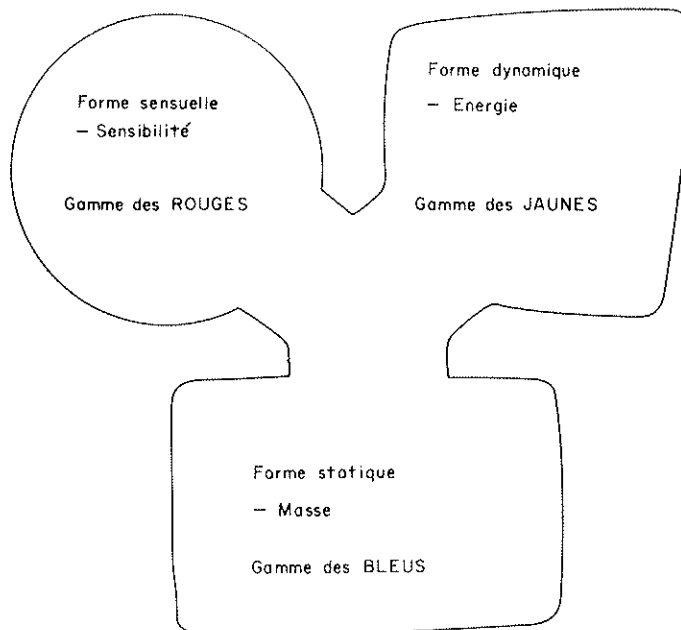 Forme sensuelle
– Sensibilité
Gamme des ROUGES
Forme dynamique
– Energie
Gamme des JAUNES
Forme statique
– Masse
Gamme des BLEUS